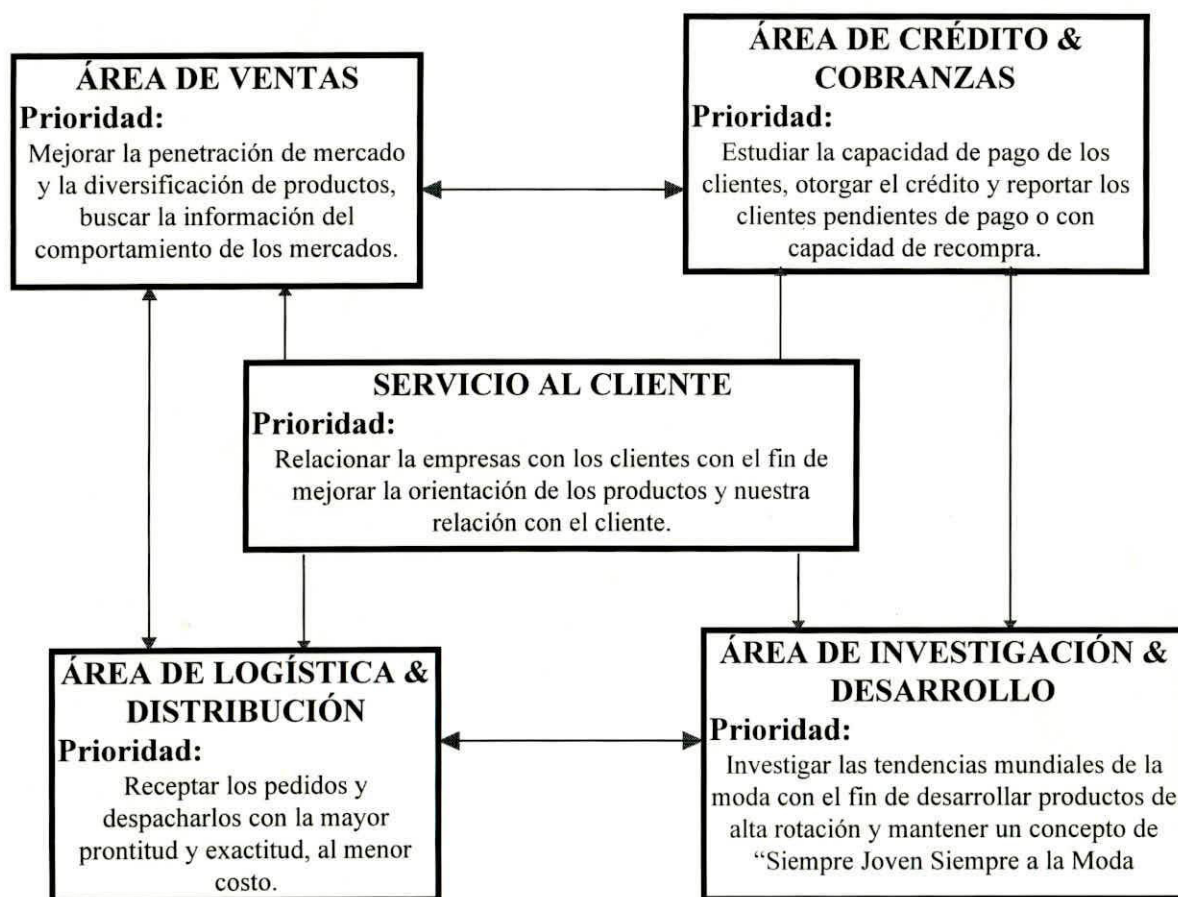 ÁREA DE VENTAS
Prioridad:
Mejorar la penetración de mercado
y la diversificación de productos,
buscar la información del
comportamiento de los mercados.
ÁREA DE CRÉDITO &
COBRANZAS
Prioridad:
Estudiar la capacidad de pago de los
clientes, otorgar el crédito y reportar los
clientes pendientes de pago o con
capacidad de recompra.
SERVICIO AL CLIENTE
Prioridad:
Relacionar la empresas con los clientes con el fin de
mejorar la orientación de los productos y nuestra
relación con el cliente.
ÁREA DE LOGÍSTICA &
DISTRIBUCIÓN
Prioridad:
Receptar los pedidos y
despacharlos con la mayor
prontitud y exactitud, al menor
costo.
ÁREA DE INVESTIGACIÓN &
DESARROLLO
Prioridad:
Investigar las tendencias mundiales de la
moda con el fin de desarrollar productos de
alta rotación y mantener un concepto de
“Siempre Joven Siempre a la Moda